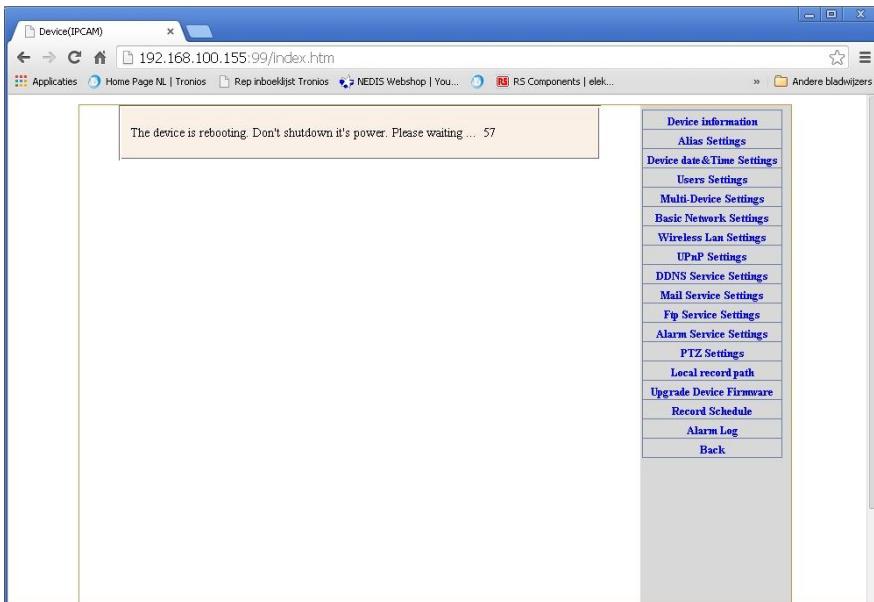 Device(IPCAM)
192.168.100.155:99/index.htm
Applicaties Home Page NL | Tronios Rep inboeklijst Tronios NEDIS Webshop | You... RS RS Components | elek... » Andere bladwijzers
The device is rebooting. Don't shutdown it's power. Please waiting ... 57
Device information
Alias Settings
Device date&Time Settings
Users Settings
Multi-Device Settings
Basic Network Settings
Wireless Lan Settings
UPnP Settings
DDNS Service Settings
Mail Service Settings
Ftp Service Settings
Alarm Service Settings
PTZ Settings
Local record path
Upgrade Device Firmware
Record Schedule
Alarm Log
Back